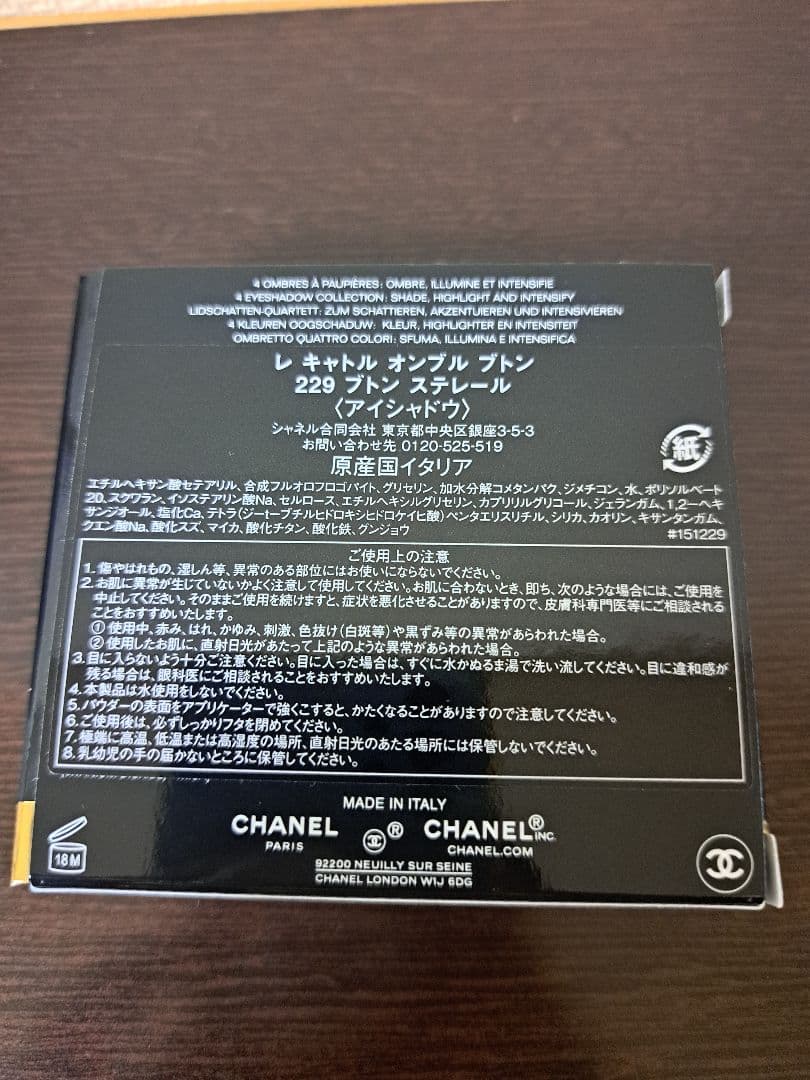 4 OMBRES À PAUPIÈRES: OMBRE, ILLUMINE ET INTENSIFIE
4 EYESHADOW COLLECTION: SHADE, HIGHLIGHT AND INTENSIFY
LIDSCHATTEN-QUARTETT: ZUM SCHATTIEREN, AKZENTUIEREN UND INTENSIVIEREN
4 KLEUREN OOGSCHADUW: KLEUR, HIGHLIGHTER EN INTENSITEIT
OMBRETTO QUATTRO COLORI: SFUMA, ILLUMINA E INTENSIFICA
レ キャトル オンブル ブトン
229 ブトン ステレール
〈アイシャドウ〉
シャネル合同会社 東京都中央区銀座3-5-3
お問い合わせ先 0120-525-519
原産国イタリア
紙
エチルヘキサン酸セテアリル、合成フルオロフロゴパイト、グリセリン、加水分解コメタンパク、ジメチコン、水、ポリソルベート
20、スクワラン、イソステアリン酸Na、セルロース、エチルヘキシルグリセリン、カプリリルグリコール、ジェランガム、1,2-ヘキ
サンジオール、塩化Ca、テトラ(ジ-t-ブチルヒドロキシヒドロケイヒ酸)ペンタエリスリチル、シリカ、カオリン、キサンタンガム、
クエン酸Na、酸化スズ、マイカ、酸化チタン、酸化鉄、グンジョウ
#151229
ご使用上の注意
1. 傷やはれもの、湿しん等、異常のある部位にはお使いにならないでください。
2. お肌に異常が生じていないかよく注意して使用してください。お肌に合わないとき、即ち、次のような場合には、ご使用を
中止してください。そのままご使用を続けますと、症状を悪化させることがありますので、皮膚科専門医等にご相談される
ことをおすすめいたします。
① 使用中、赤み、はれ、かゆみ、刺激、色抜け(白斑等)や黒ずみ等の異常があらわれた場合。
② 使用したお肌に、直射日光があたって上記のような異常があらわれた場合。
3. 目に入らないよう十分ご注意ください。目に入った場合は、すぐに水かぬるま湯で洗い流してください。目に違和感が
残る場合は、眼科医にご相談されることをおすすめいたします。
4. 本製品は水使用をしないでください。
5. パウダーの表面をアプリケーターで強くこすると、かたくなることがありますので注意してください。
6. ご使用後は、必ずしっかりフタを閉めてください。
7. 極端に高温、低温または高湿度の場所、直射日光のあたる場所には保管しないでください。
8. 乳幼児の手の届かないところに保管してください。
MADE IN ITALY
CHANEL ® CHANEL® INC.
PARIS CHANEL.COM
18M
92200 NEUILLY SUR SEINE
CHANEL LONDON W1J 6DG